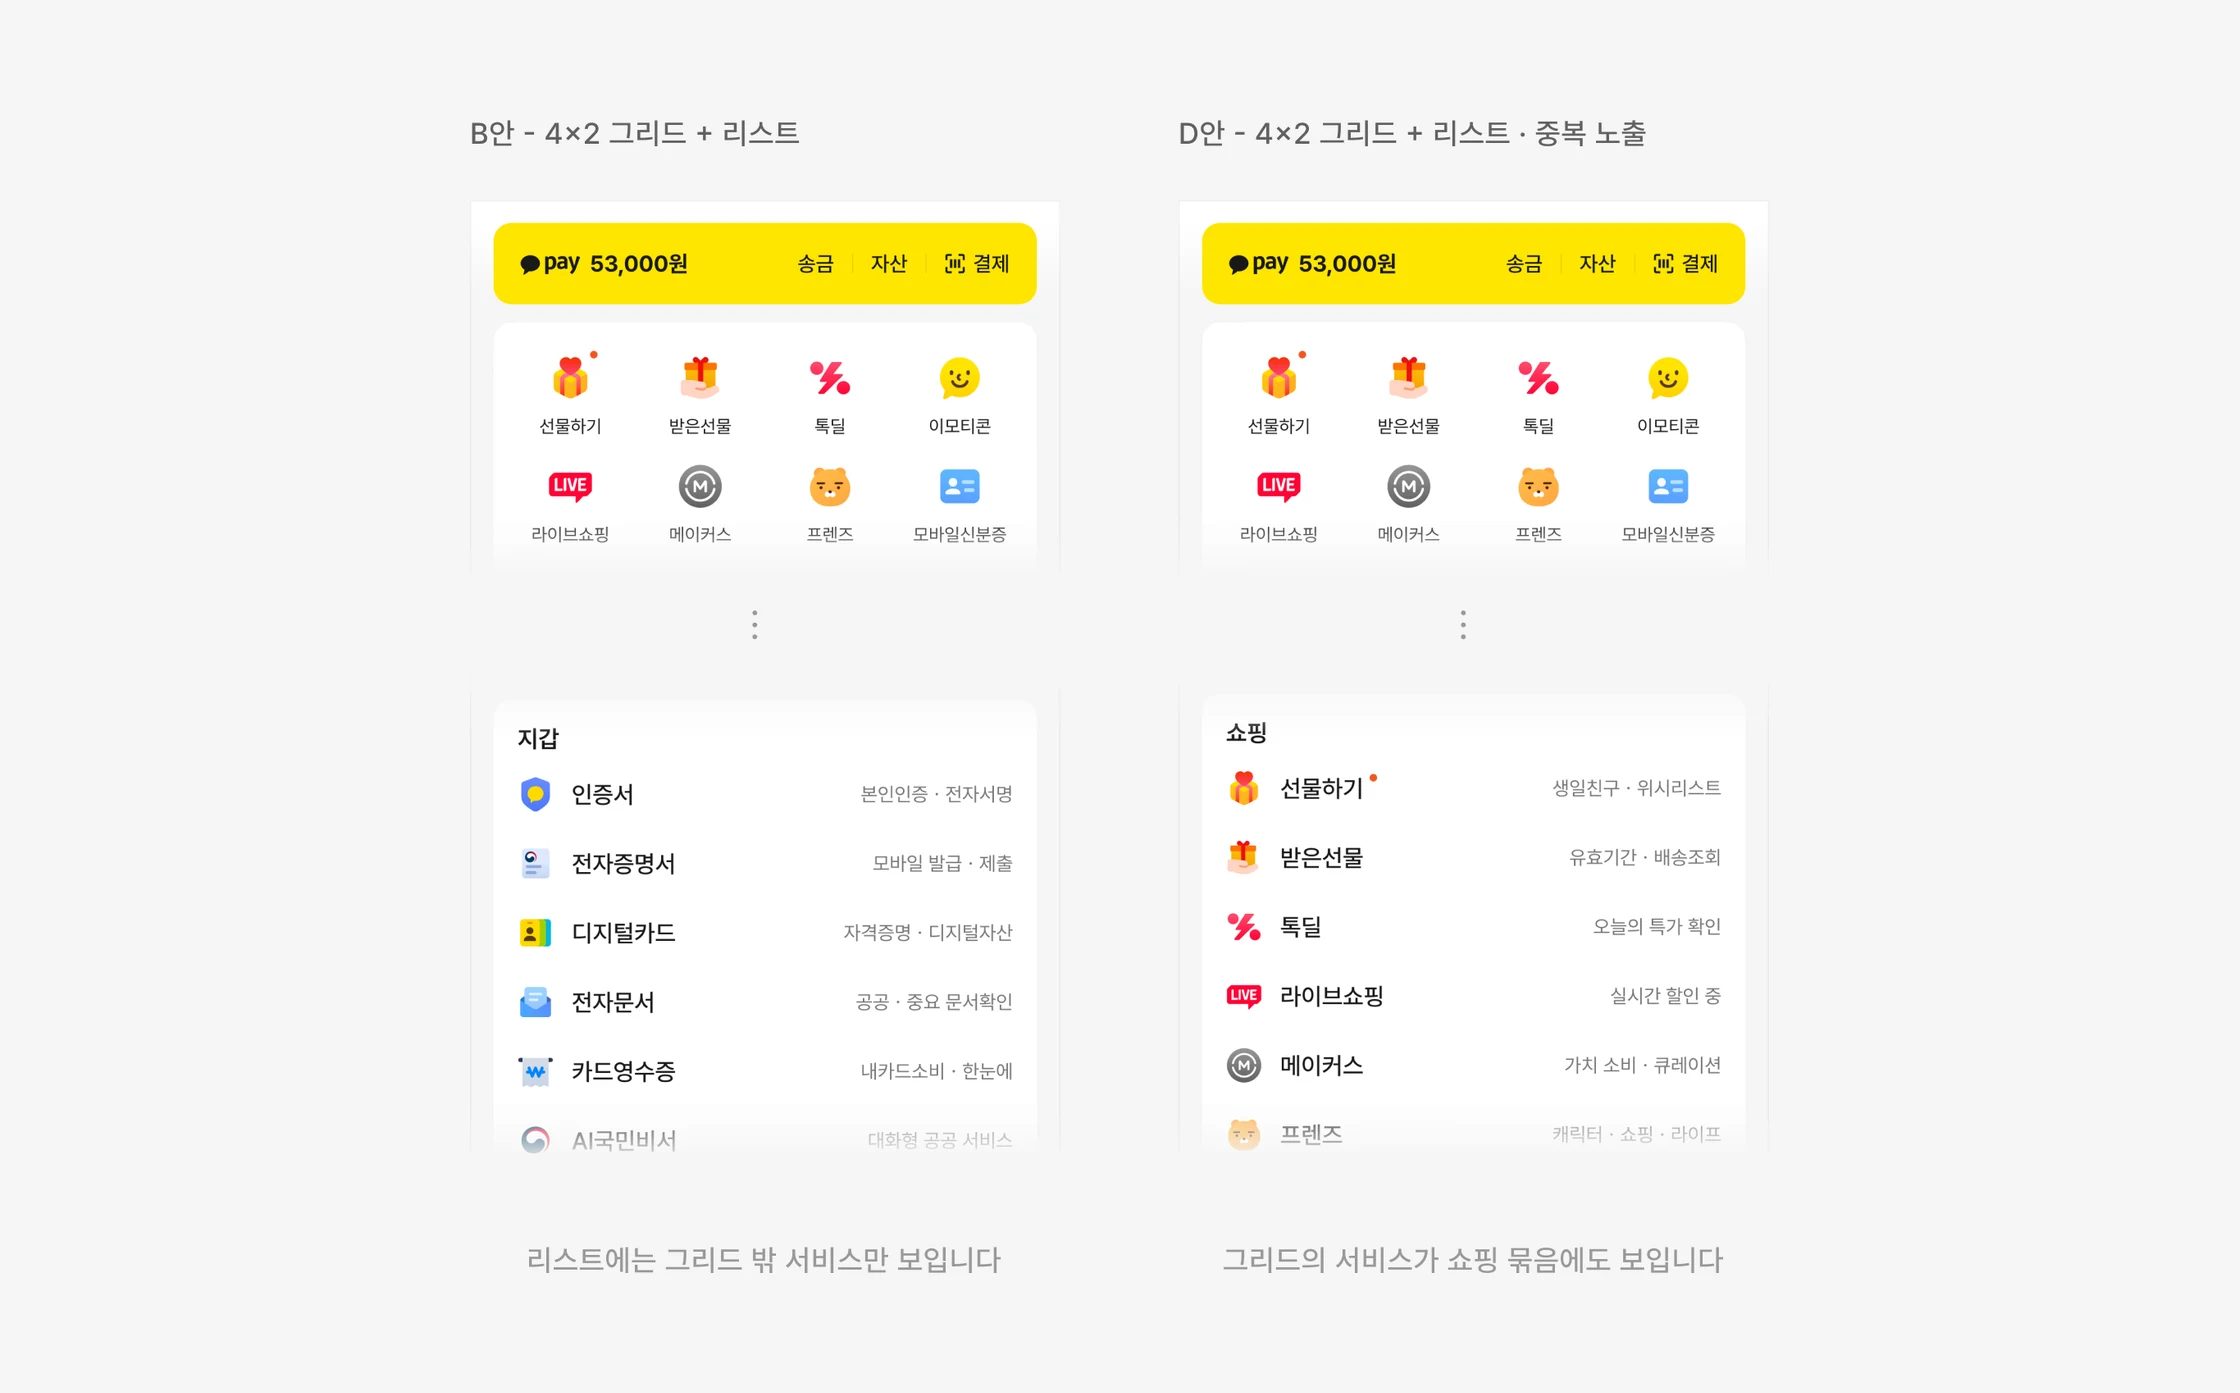 B안 - 4×2 그리드 + 리스트
pay 53,000원 송금 자산 결제
선물하기 받은선물 톡딜 이모티콘
LIVE M
라이브쇼핑 메이커스 프렌즈 모바일신분증
지갑
인증서 본인인증 · 전자서명
전자증명서 모바일 발급 · 제출
디지털카드 자격증명 · 디지털자산
전자문서 공공 · 중요 문서확인
W 카드영수증 내카드소비 · 한눈에
AI국민비서 대화형 공공 서비스
리스트에는 그리드 밖 서비스만 보입니다
D안 - 4×2 그리드 + 리스트 · 중복 노출
pay 53,000원 송금 자산 결제
선물하기 받은선물 톡딜 이모티콘
LIVE M
라이브쇼핑 메이커스 프렌즈 모바일신분증
쇼핑
선물하기 생일친구 · 위시리스트
받은선물 유효기간 · 배송조회
톡딜 오늘의 특가 확인
LIVE 라이브쇼핑 실시간 할인 중
M 메이커스 가치 소비 · 큐레이션
프렌즈 캐릭터 · 쇼핑 · 라이프
그리드의 서비스가 쇼핑 묶음에도 보입니다